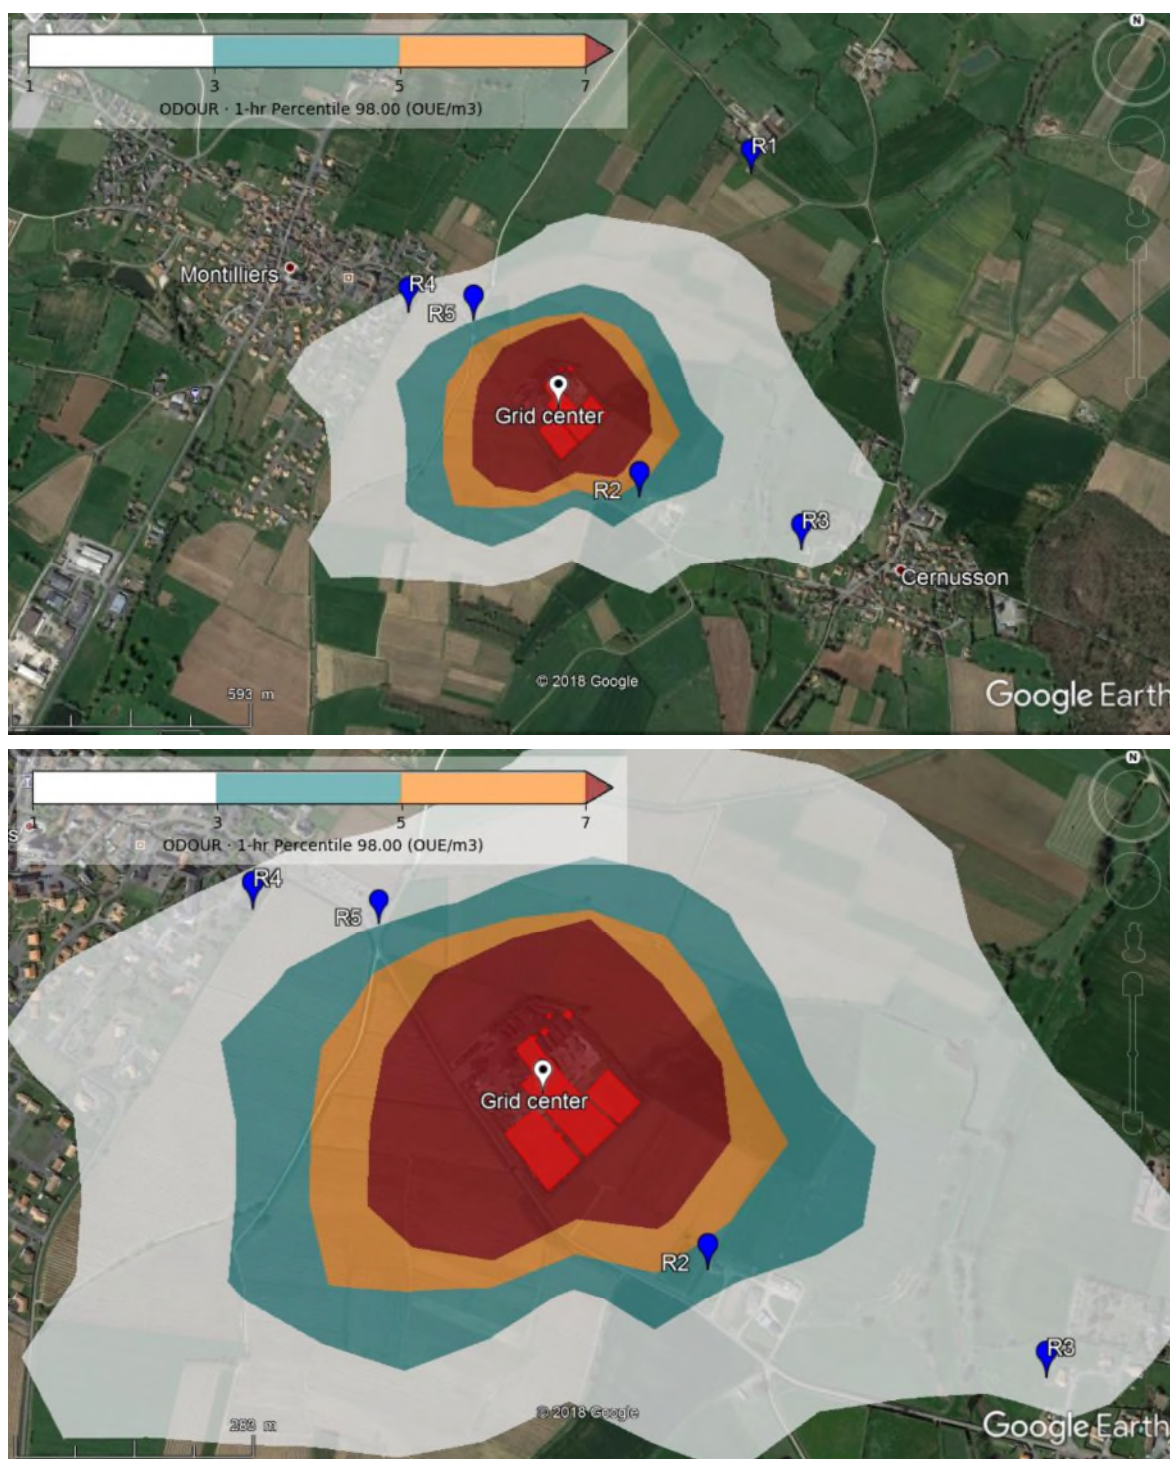 N
1 3 5 7
ODOUR · 1-hr Percentile 98.00 (OUE/m3)
R1
Montilliers
R4
R5
Grid center
R2
R3
Cernusson
© 2018 Google
593 m
Google Earth
N
1 3 5 7
S
ODOUR · 1-hr Percentile 98.00 (OUE/m3)
R4
R5
Grid center
R2
R3
© 2018 Google
283 m
Google Earth